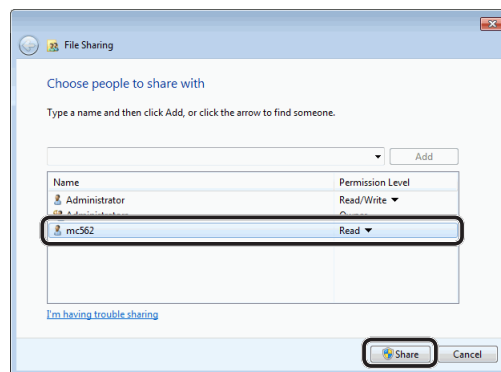 File Sharing
Choose people to share with
Type a name and then click Add, or click the arrow to find someone.
Add
Name Permission Level
Administrator Read/Write
mc562 Read
I'm having trouble sharing
Share Cancel